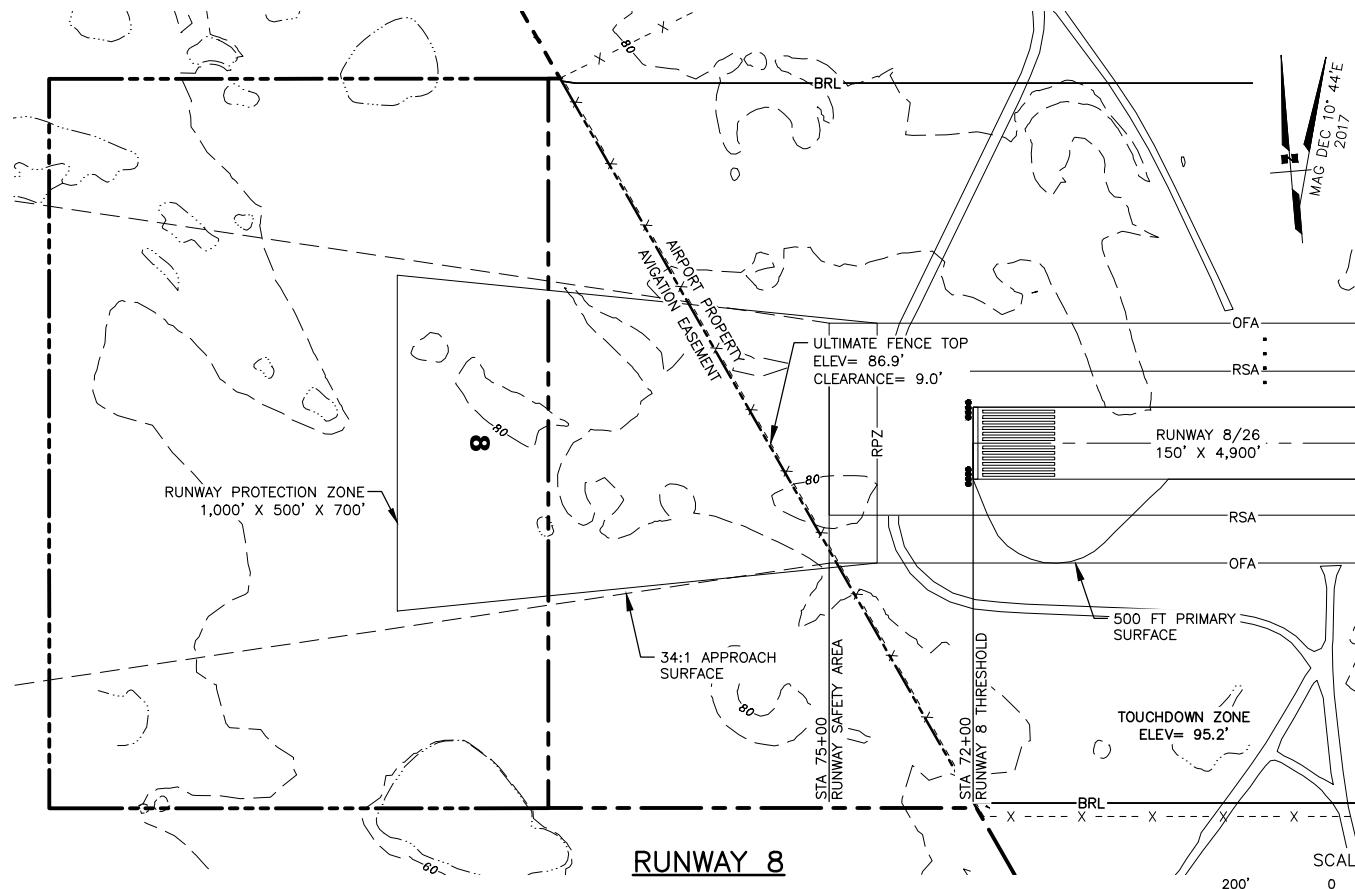 80
X
X
BRL
MAG DEC 10° 44'E
2017
AIRPORT PROPERTY
AVIGATION EASEMENT
ULTIMATE FENCE TOP
ELEV= 86.9'
CLEARANCE= 9.0'
OFA
RSA
RPZ
RUNWAY 8/26
150' X 4,900'
80
8
80
RUNWAY PROTECTION ZONE
1,000' X 500' X 700'
RSA
OFA
500 FT PRIMARY
SURFACE
34:1 APPROACH
SURFACE
80
STA 75+00
RUNWAY SAFETY AREA
STA 72+00
RUNWAY 8 THRESHOLD
TOUCHDOWN ZONE
ELEV= 95.2'
BRL
X X X X X
60
RUNWAY 8
SCAL
200' 0